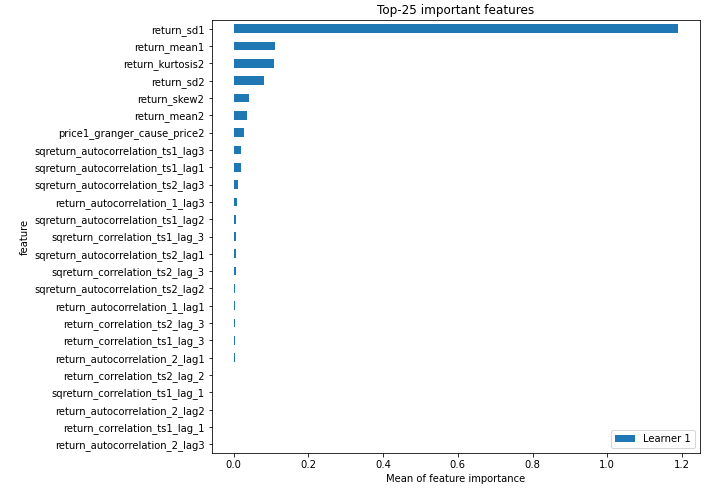 Top-25 important features
feature
return_sd1
return_mean1
return_kurtosis2
return_sd2
return_skew2
return_mean2
price1_granger_cause_price2
sqreturn_autocorrelation_ts1_lag3
sqreturn_autocorrelation_ts1_lag1
sqreturn_autocorrelation_ts2_lag3
return_autocorrelation_1_lag3
sqreturn_autocorrelation_ts1_lag2
sqreturn_correlation_ts1_lag_3
sqreturn_autocorrelation_ts2_lag1
sqreturn_correlation_ts2_lag_3
sqreturn_autocorrelation_ts2_lag2
return_autocorrelation_1_lag1
return_correlation_ts2_lag_3
return_correlation_ts1_lag_3
return_autocorrelation_2_lag1
return_correlation_ts2_lag_2
sqreturn_correlation_ts1_lag_1
return_autocorrelation_2_lag2
return_correlation_ts1_lag_1
return_autocorrelation_2_lag3
Learner 1
0.0 0.2 0.4 0.6 0.8 1.0 1.2
Mean of feature importance